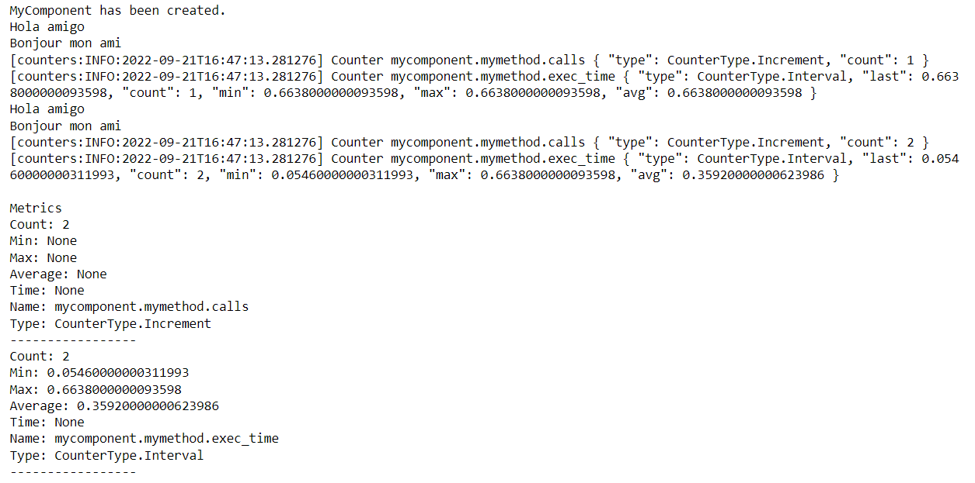 MyComponent has been created.
Hola amigo
Bonjour mon ami
[counters:INFO:2022-09-21T16:47:13.281276] Counter mycomponent.mymethod.calls { "type": CounterType.Increment, "count": 1 }
[counters:INFO:2022-09-21T16:47:13.281276] Counter mycomponent.mymethod.exec_time { "type": CounterType.Interval, "last": 0.663
8000000093598, "count": 1, "min": 0.6638000000093598, "max": 0.6638000000093598, "avg": 0.6638000000093598 }
Hola amigo
Bonjour mon ami
[counters:INFO:2022-09-21T16:47:13.281276] Counter mycomponent.mymethod.calls { "type": CounterType.Increment, "count": 2 }
[counters:INFO:2022-09-21T16:47:13.281276] Counter mycomponent.mymethod.exec_time { "type": CounterType.Interval, "last": 0.054
60000000311993, "count": 2, "min": 0.05460000000311993, "max": 0.6638000000093598, "avg": 0.35920000000623986 }

Metrics
Count: 2
Min: None
Max: None
Average: None
Time: None
Name: mycomponent.mymethod.calls
Type: CounterType.Increment
-----------------
Count: 2
Min: 0.05460000000311993
Max: 0.6638000000093598
Average: 0.35920000000623986
Time: None
Name: mycomponent.mymethod.exec_time
Type: CounterType.Interval
-----------------